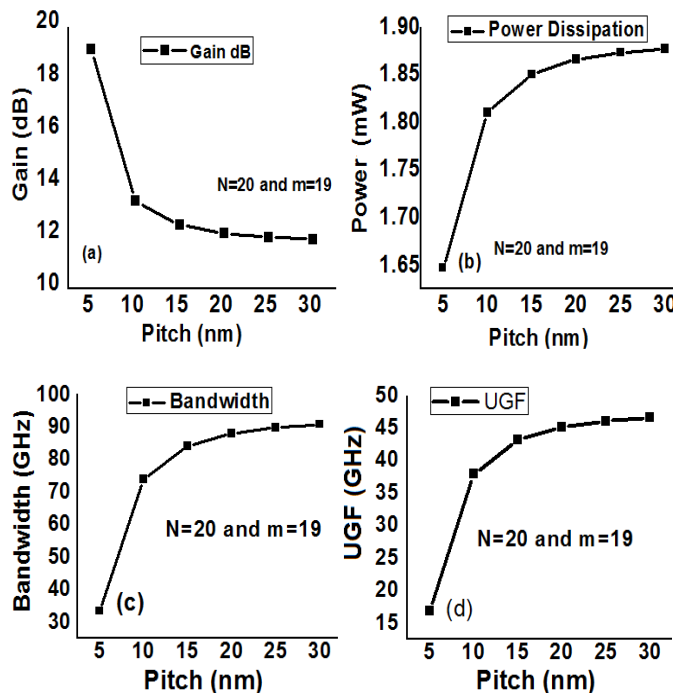 20
18
16
14
12
10
Gain (dB)
Gain dB
N=20 and m=19
(a)
5 10 15 20 25 30
Pitch (nm)
1.90
1.85
1.80
1.75
1.70
1.65
Power (mW)
Power Dissipation
N=20 and m=19
(b)
5 10 15 20 25 30
Pitch (nm)
100
90
80
70
60
50
40
30
Bandwidth (GHz)
Bandwidth
N=20 and m=19
(c)
5 10 15 20 25 30
Pitch (nm)
50
45
40
35
30
25
20
15
UGF (GHz)
UGF
N=20 and m=19
(d)
5 10 15 20 25 30
Pitch (nm)